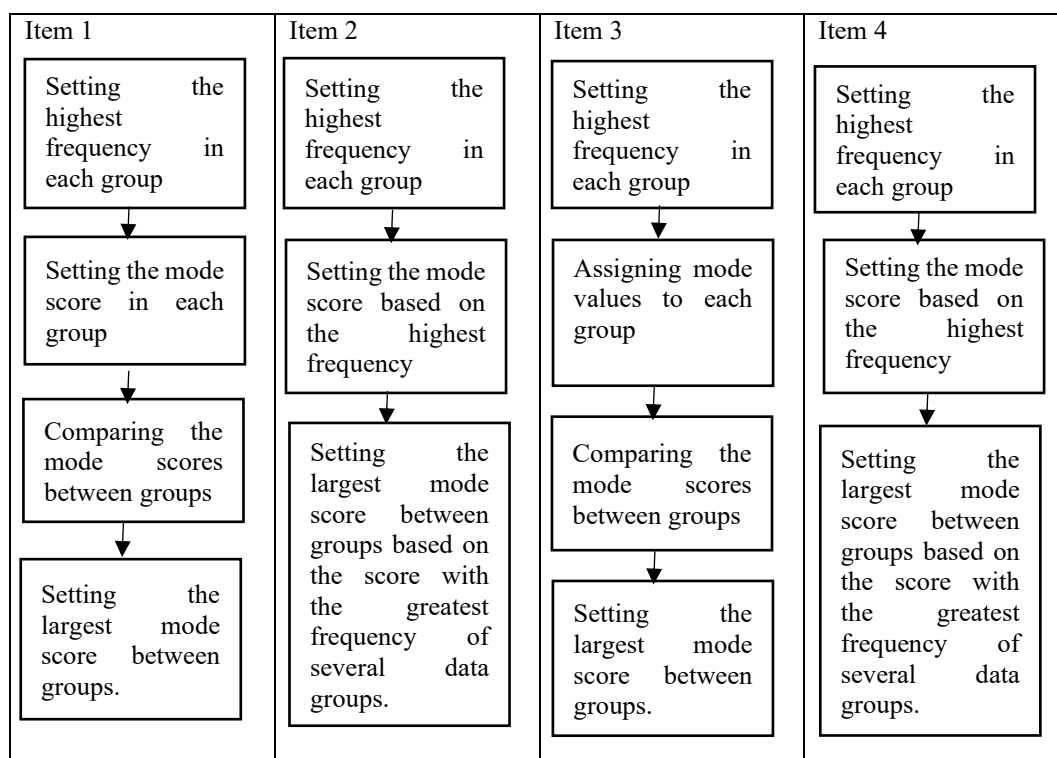 Item 1
Setting the
highest
frequency in
each group
Setting the mode
score in each
group
Comparing the
mode scores
between groups
Setting the
largest mode
score between
groups.
Item 2
Setting the
highest
frequency in
each group
Setting the mode
score based on
the highest
frequency
Setting the
largest mode
score between
groups based on
the score with
the greatest
frequency of
several data
groups.
Item 3
Setting the
highest
frequency in
each group
Assigning mode
values to each
group
Comparing the
mode scores
between groups
Setting the
largest mode
score between
groups.
Item 4
Setting the
highest
frequency in
each group
Setting the mode
score based on
the highest
frequency
Setting the
largest mode
score between
groups based on
the score with
the greatest
frequency of
several data
groups.